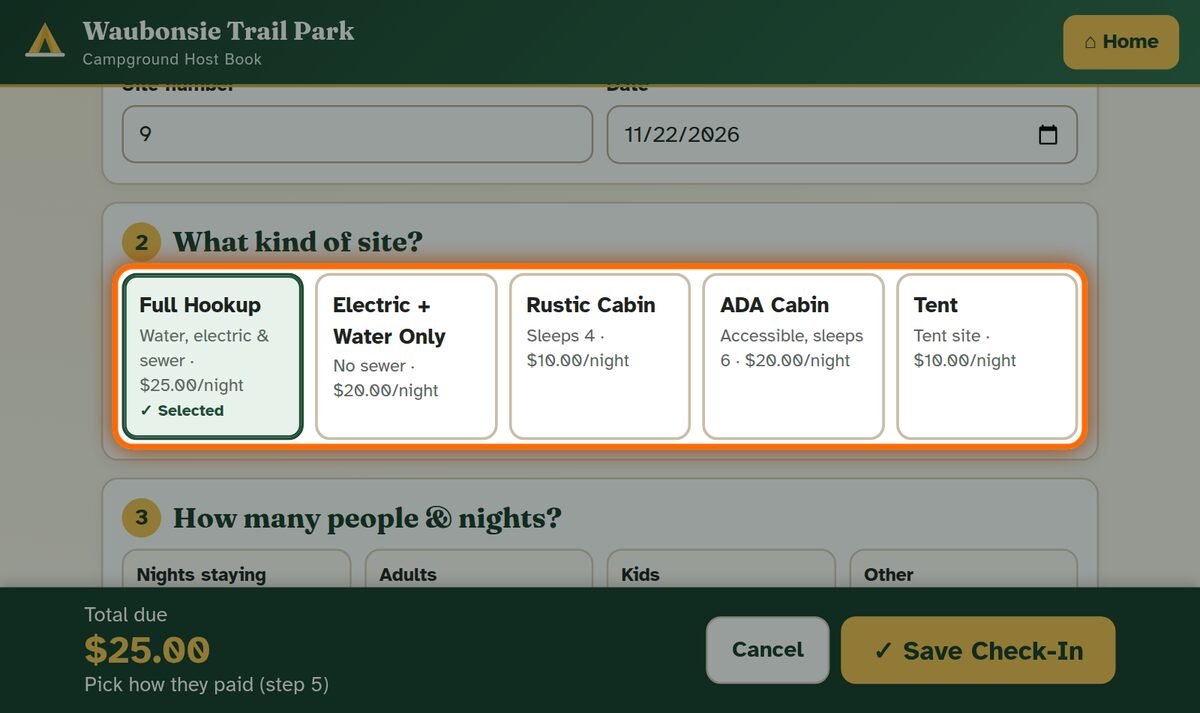 Waubonsie Trail Park
Campground Host Book
⌂ Home
Site number
Date
9
11/22/2026
2
What kind of site?
Full Hookup
Water, electric &
sewer ·
$25.00/night
✓ Selected
Electric +
Water Only
No sewer ·
$20.00/night
Rustic Cabin
Sleeps 4 ·
$10.00/night
ADA Cabin
Accessible, sleeps
6 · $20.00/night
Tent
Tent site ·
$10.00/night
3
How many people & nights?
Nights staying
Adults
Kids
Other
Total due
$25.00
Pick how they paid (step 5)
Cancel
✓ Save Check-In